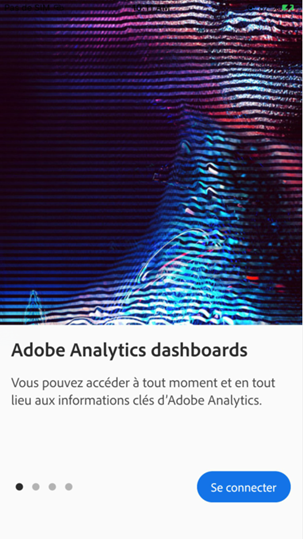 Adobe Analytics dashboards
Vous pouvez accéder à tout moment et en tout
lieu aux informations clés d'Adobe Analytics.
Se connecter